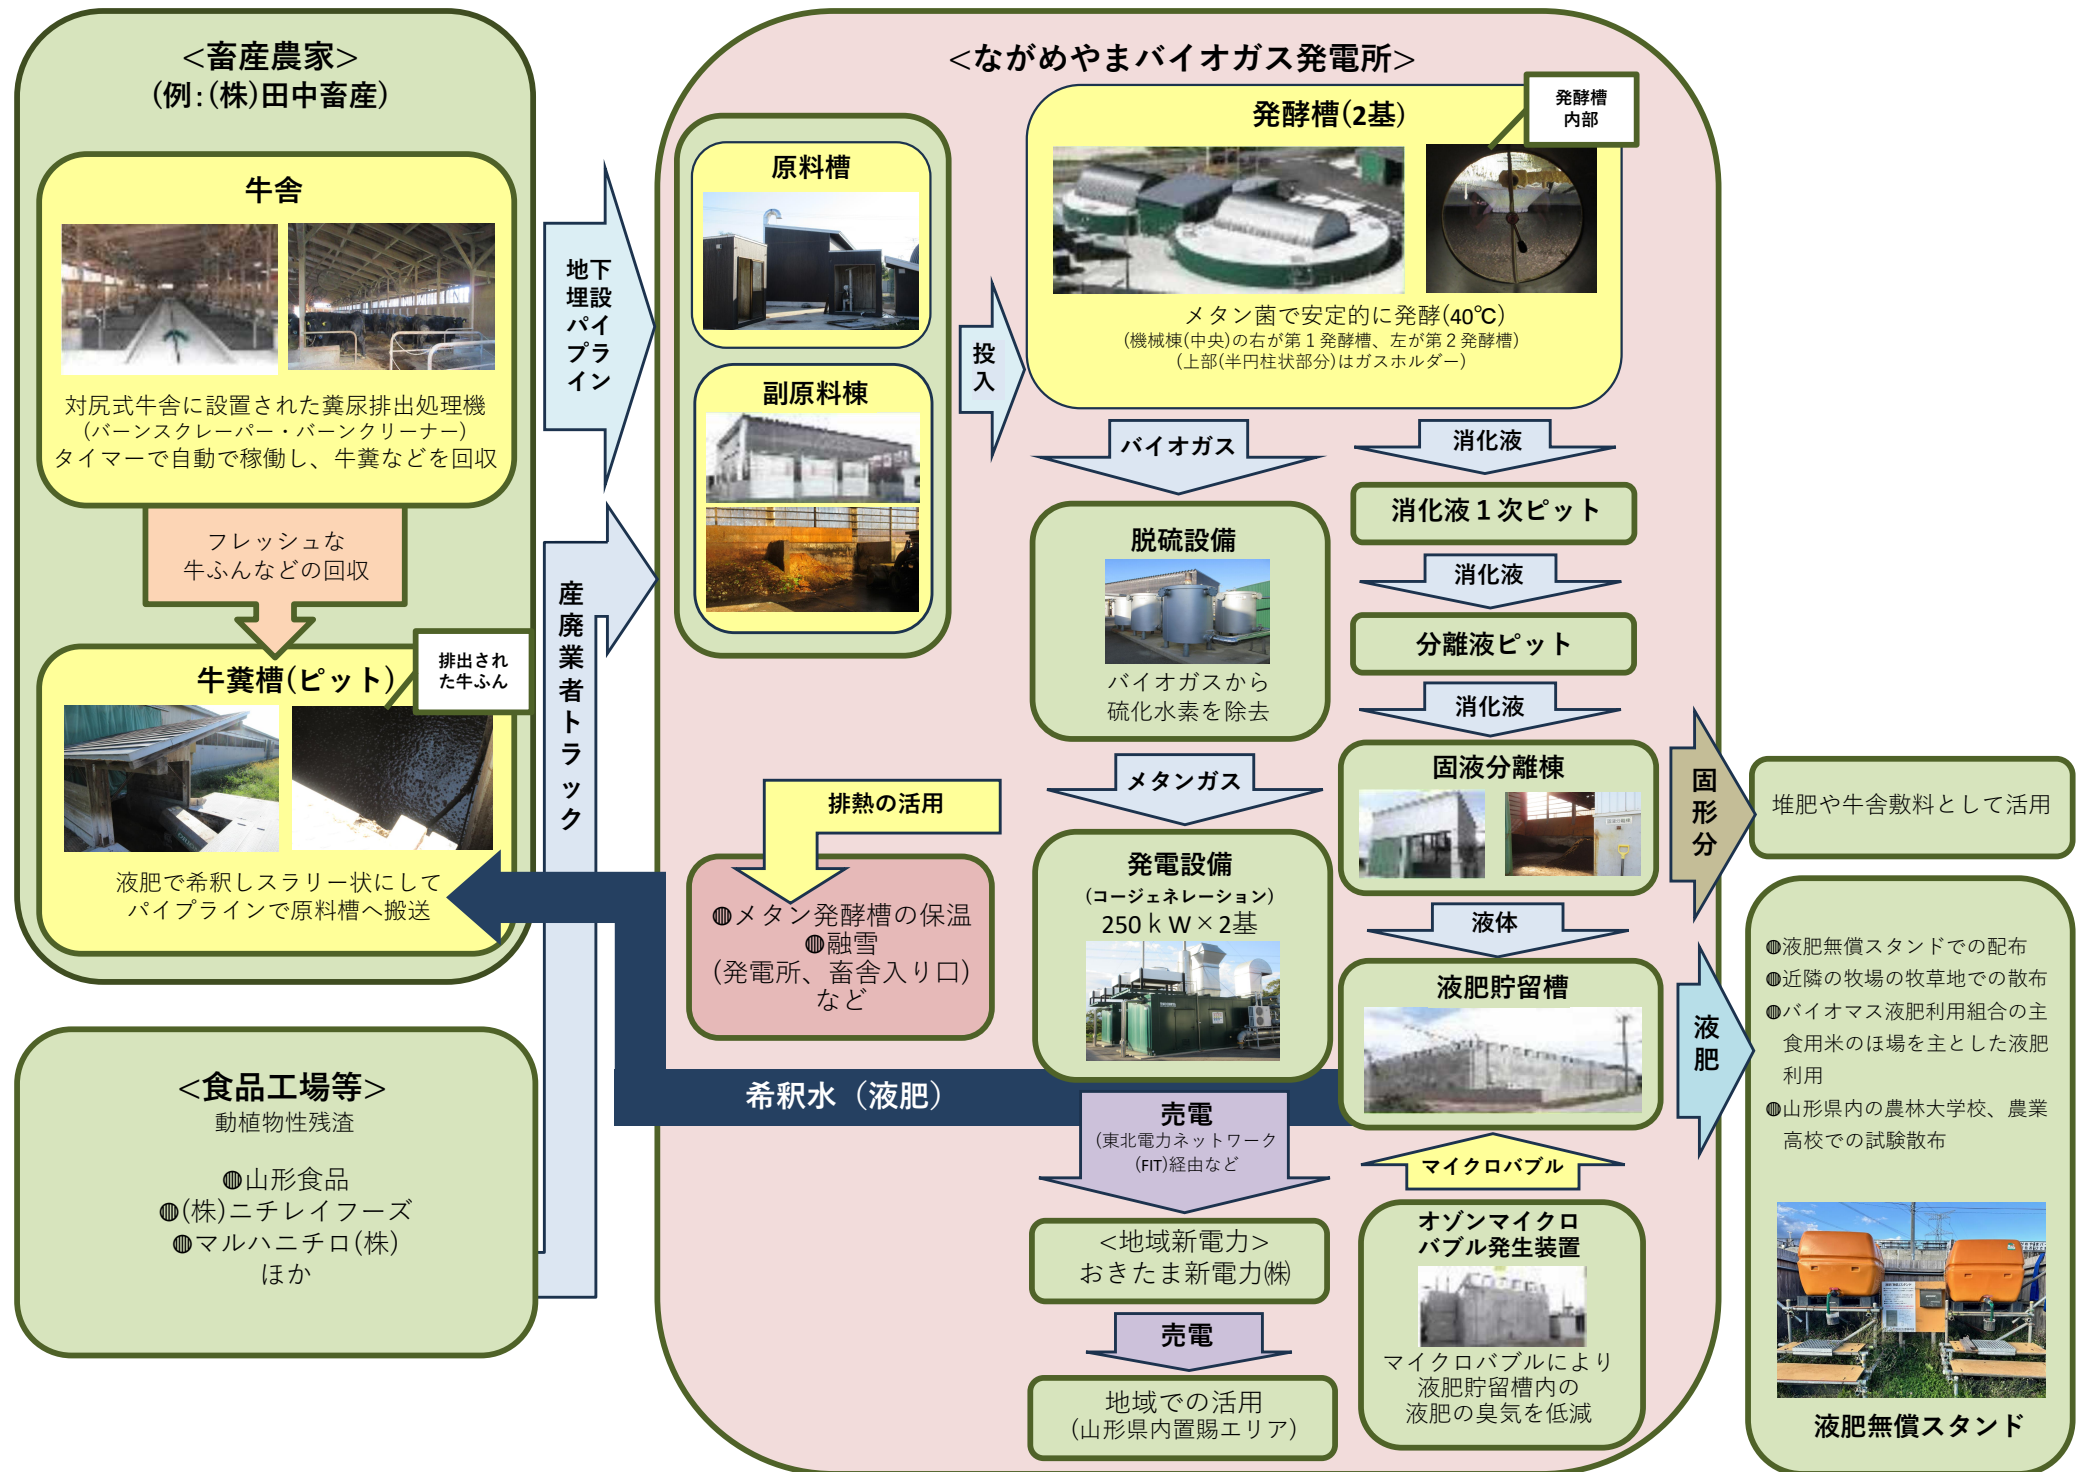 <畜産農家>
(例:(株)田中畜産)
牛舎
対尻式牛舎に設置された糞尿排出処理機
(バーンスクレーパー・バーンクリーナー)
タイマーで自動で稼働し、牛糞などを回収
フレッシュな
牛ふんなどの回収
牛糞槽(ピット)
排出され
た牛ふん
液肥で希釈しスラリー状にして
パイプラインで原料槽へ搬送
<食品工場等>
動植物性残渣
◍山形食品
◍(株)ニチレイフーズ
◍マルハニチロ(株)
ほか
地下
埋設
パイ
プラ
イン
産廃業者トラック
<ながめやまバイオガス発電所>
原料槽
副原料棟
投入
発酵槽(2基)
発酵槽
内部
メタン菌で安定的に発酵(40℃)
(機械棟(中央)の右が第１発酵槽、左が第２発酵槽)
(上部(半円柱状部分)はガスホルダー)
バイオガス
脱硫設備
バイオガスから
硫化水素を除去
メタンガス
発電設備
(コージェネレーション)
250ｋW×2基
排熱の活用
◍メタン発酵槽の保温
◍融雪
(発電所、畜舎入り口)
など
希釈水（液肥）
売電
(東北電力ネットワーク
(FIT)経由など
<地域新電力>
おきたま新電力㈱
売電
地域での活用
(山形県内置賜エリア)
消化液
消化液１次ピット
消化液
分離液ピット
消化液
固液分離棟
液体
液肥貯留槽
マイクロバブル
オゾンマイクロ
バブル発生装置
マイクロバブルにより
液肥貯留槽内の
液肥の臭気を低減
固形分
堆肥や牛舎敷料として活用
液肥
◍液肥無償スタンドでの配布
◍近隣の牧場の牧草地での散布
◍バイオマス液肥利用組合の主
食用米のほ場を主とした液肥
利用
◍山形県内の農林大学校、農業
高校での試験散布
液肥無償スタンド